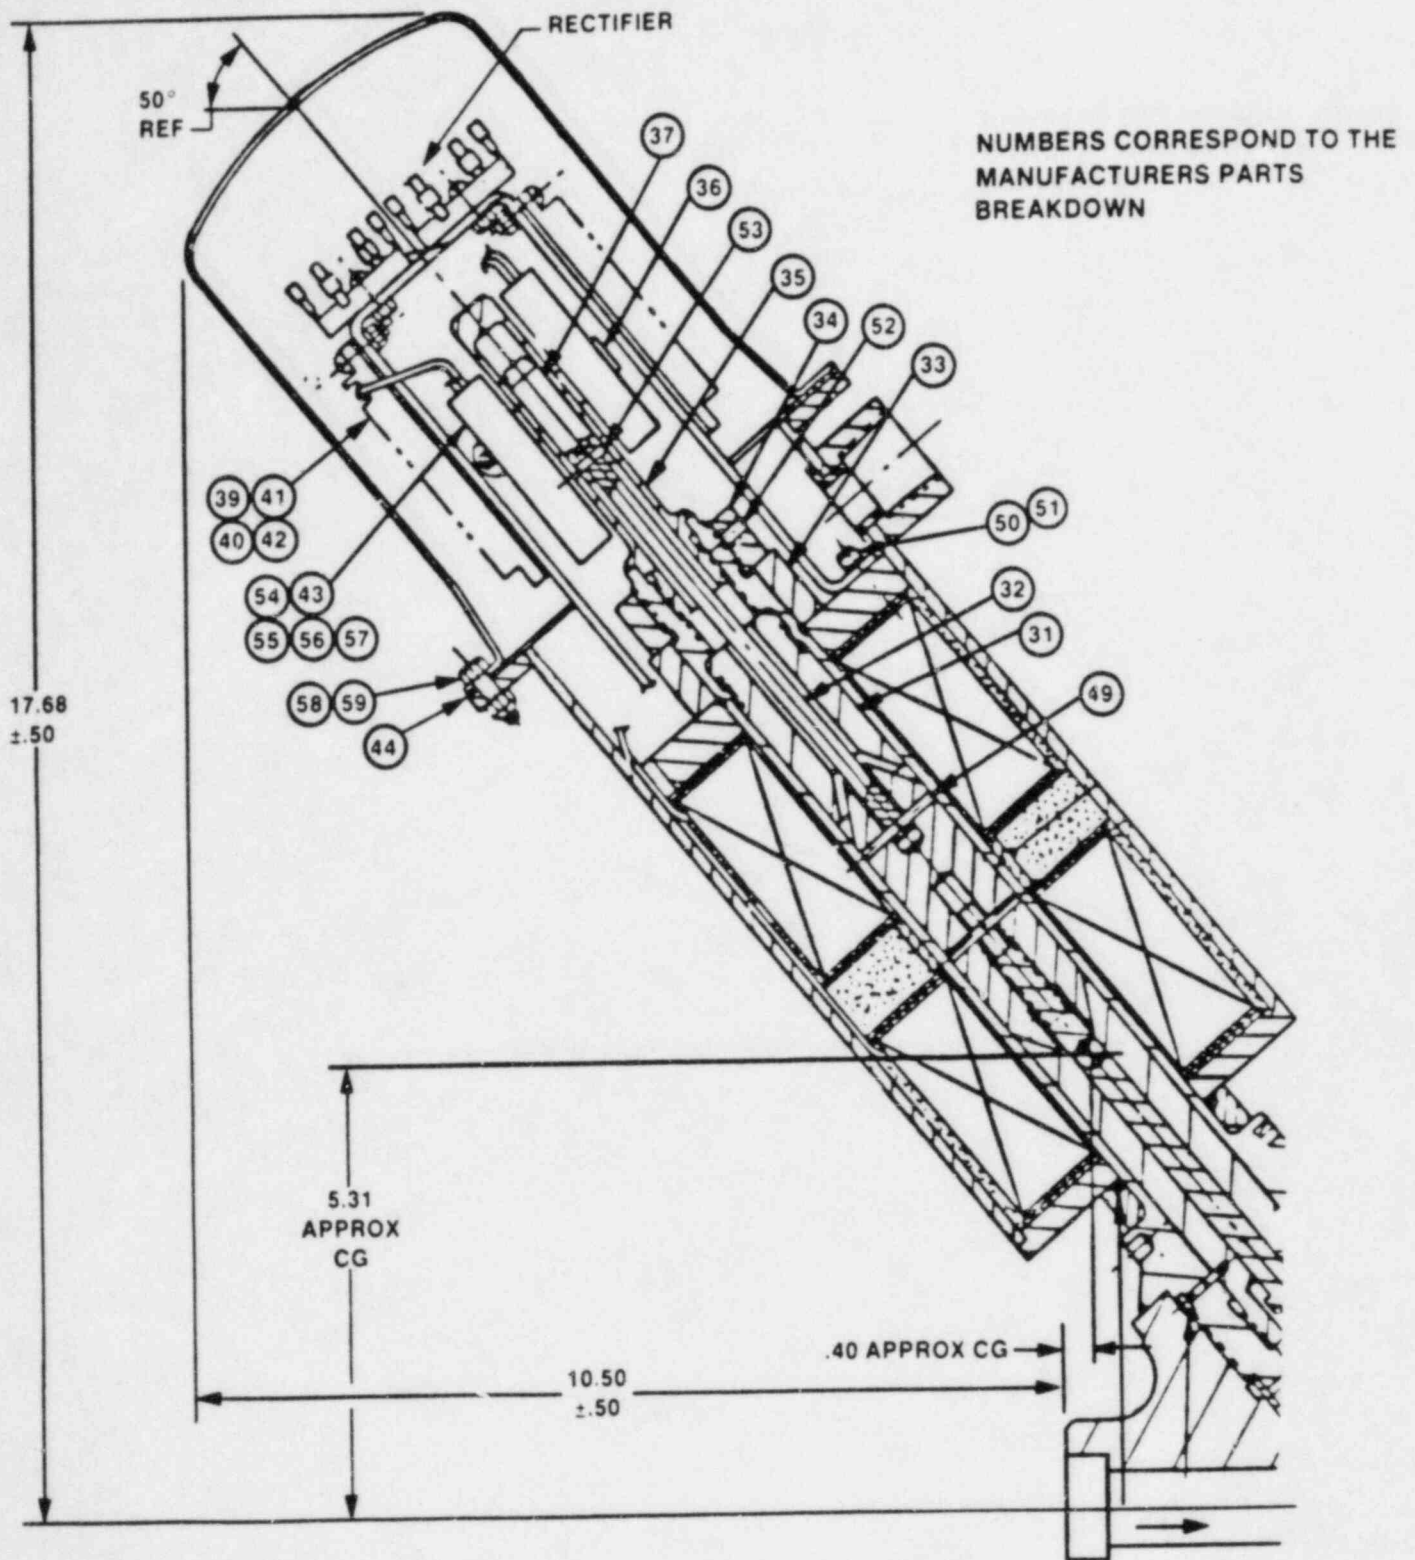 RECTIFIER
50°
REF
NUMBERS CORRESPOND TO THE
MANUFACTURERS PARTS
BREAKDOWN
37
36
53
35
34
52
33
50 51
32
31
49
39 41
40 42
54 43
55 56 57
58 59
44
17.68
±.50
5.31
APPROX
CG
.40 APPROX CG
10.50
±.50